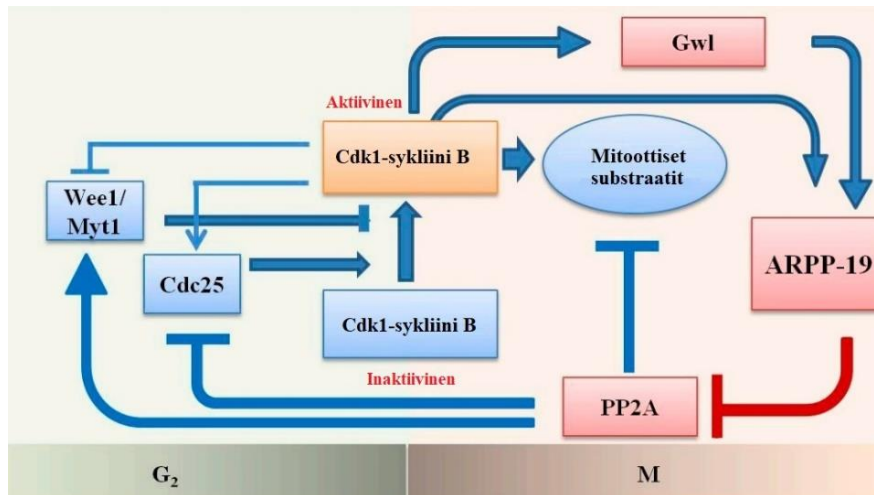 Gwl
Aktiivinen
Cdk1-sykliini B
Mitoottiset
substraatit
Wee1/
Myt1
ARPP-19
Cdc25
Cdk1-sykliini B
Inaktiivinen
PP2A
G₂
M